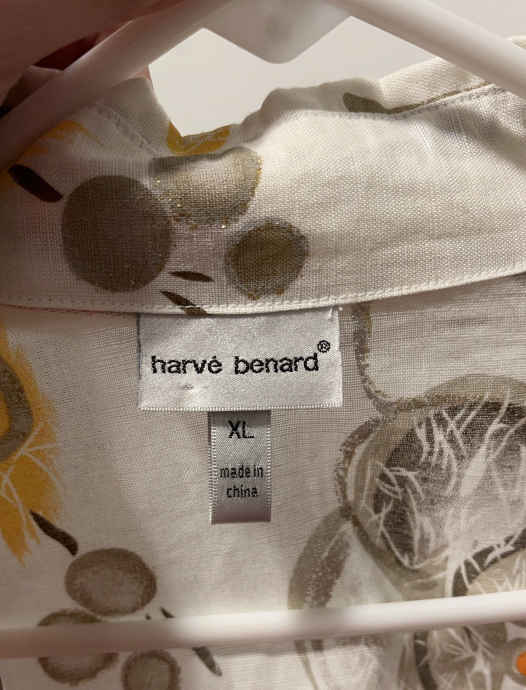 harvé benard®
XL
made in
china